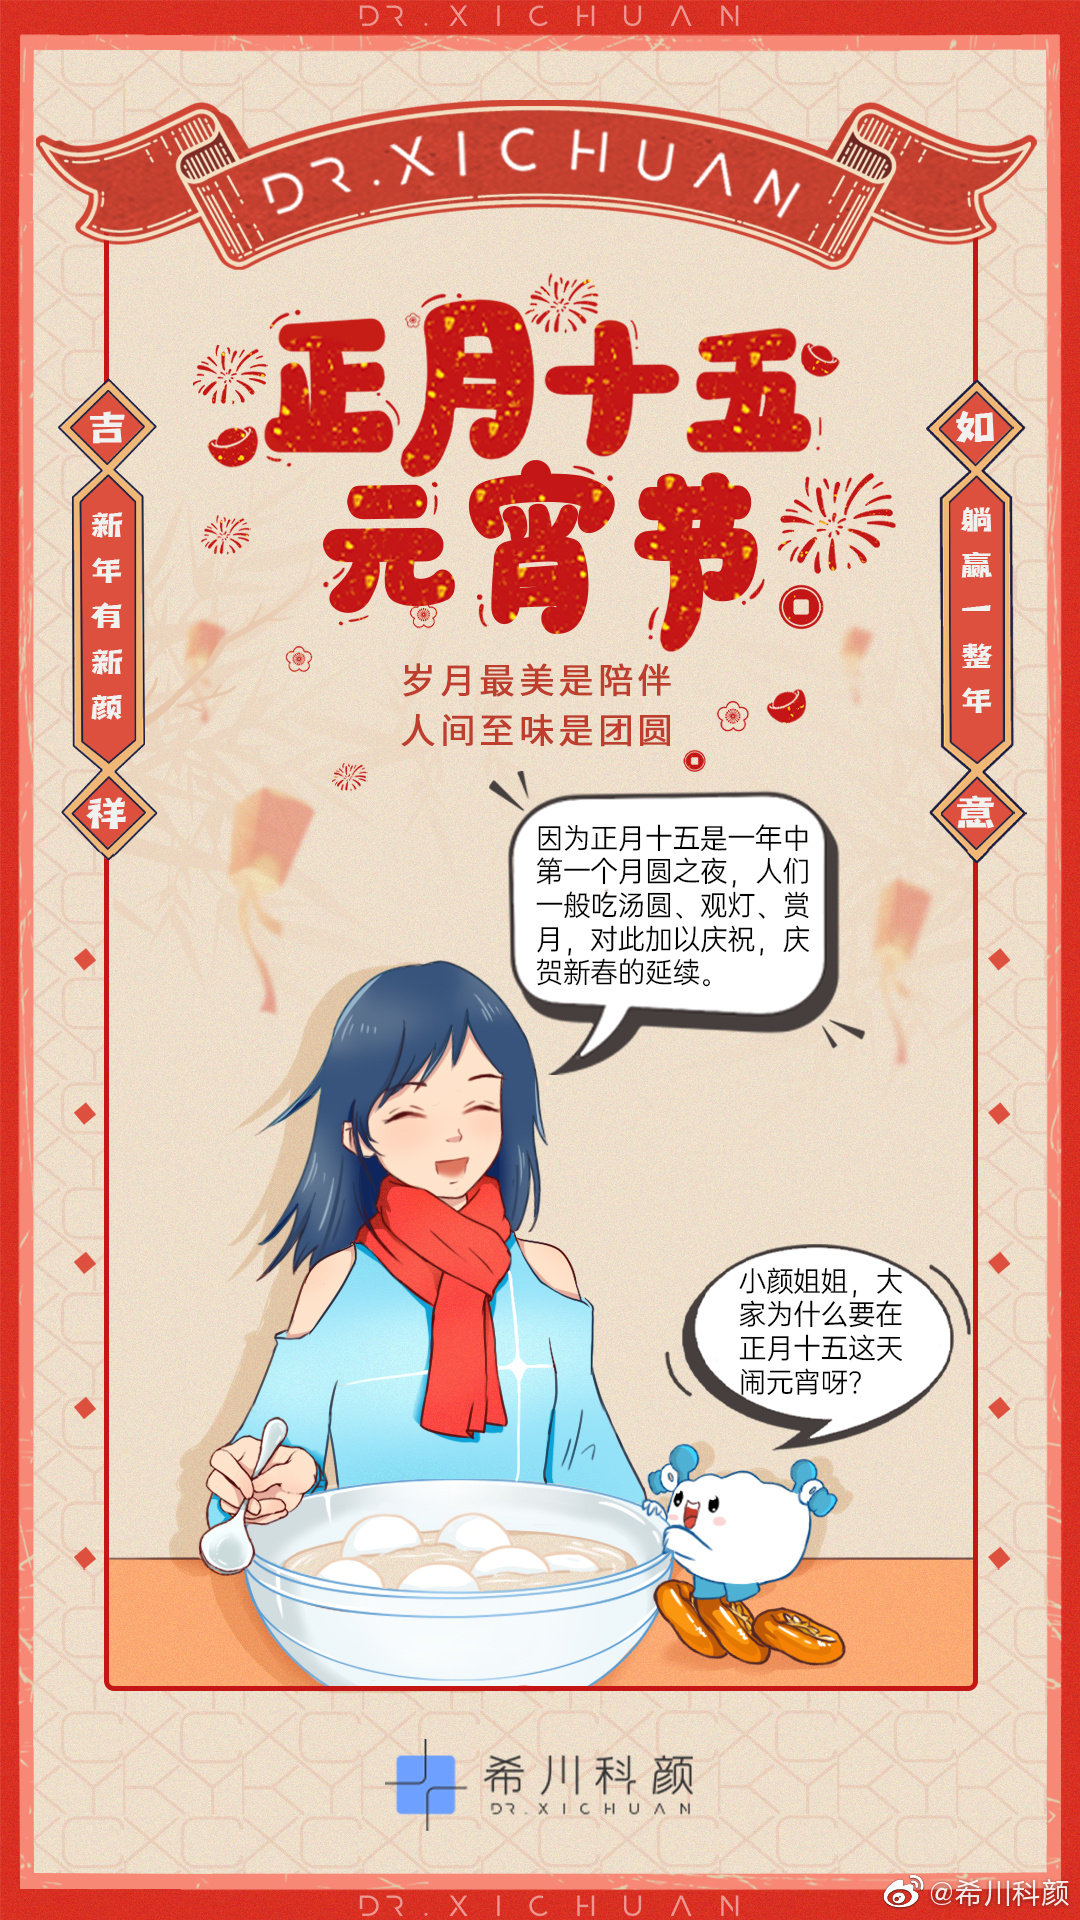 DR.XICHUAN
DR.XICHUAN
正月十五
元宵节
岁月最美是陪伴
人间至味是团圆
吉
新年有新颜
祥
如
躺赢一整年
意
因为正月十五是一年中
第一个月圆之夜，人们
一般吃汤圆、观灯、赏
月，对此加以庆祝，庆
贺新春的延续。
小颜姐姐，大
家为什么要在
正月十五这天
闹元宵呀？
希川科颜
DR.XICHUAN
@希川科颜
DR.XICHUAN